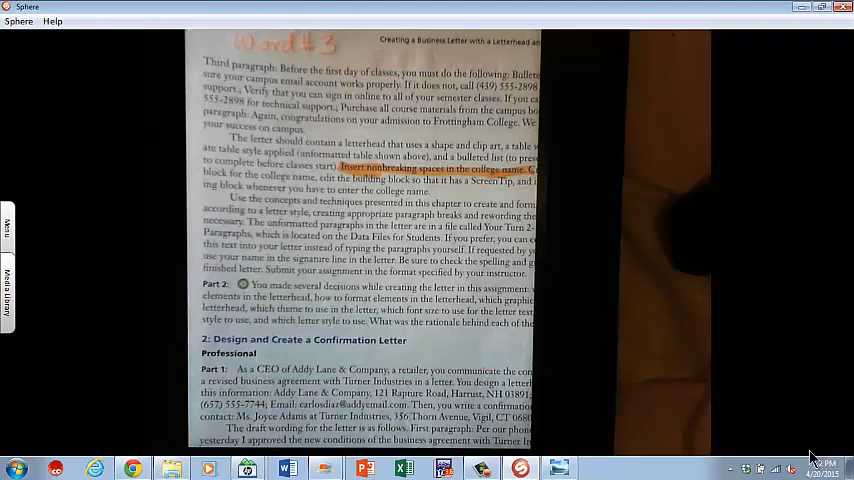 Sphere
Sphere Help
Word #3
Creating a Business Letter with a Letterhead an
Third paragraph: Before the first day of classes, you must do the following: Bullete
sure your campus email account works properly. If it does not, call (439) 555-2898
support., Verify that you can sign in online to all of your semester classes. If you ca
555-2898 for technical support.; Purchase all course materials from the campus bo
paragraph: Again, congratulations on your admission to Frottingham College. We
your success on campus.
The letter should contain a letterhead that uses a shape and clip art, a table w
ate table style applied (unformatted table shown above), and a bulleted list (to pres
to complete before classes start). Insert nonbreaking spaces in the college name. C
block for the college name, edit the building block so that it has a ScreenTip, and i
ing block whenever you have to enter the college name.
Use the concepts and techniques presented in this chapter to create and form
according to a letter style, creating appropriate paragraph breaks and rewording the
necessary. The unformatted paragraphs in the letter are in a file called Your Turn 2-
Paragraphs, which is located on the Data Files for Students. If you prefer, you can c
this text into your letter instead of typing the paragraphs yourself. If requested by yo
use your name in the signature line in the letter. Be sure to check the spelling and g
finished letter. Submit your assignment in the format specified by your instructor.
Part 2: You made several decisions while creating the letter in this assignment: w
elements in the letterhead, how to format elements in the letterhead, which graphic
letterhead, which theme to use in the letter, which font size to use for the letter text
style to use, and which letter style to use. What was the rationale behind each of the
2: Design and Create a Confirmation Letter
Professional
Part 1: As a CEO of Addy Lane & Company, a retailer, you communicate the con
a revised business agreement with Turner Industries in a letter. You design a letterh
this information: Addy Lane & Company, 121 Rapture Road, Harrust, NH 03891;
(657) 555-7744; Email: carlosdiaz@addyemail.com. Then, you write a confirmation
contact: Ms. Joyce Adams at Turner Industries, 356 Thorn Avenue, Vigil, CT 0680
The draft wording for the letter is as follows. First paragraph: Per our phone
yesterday I approved the new conditions of the business agreement with Turner In
Menu
Media Library
PM
4/20/2015